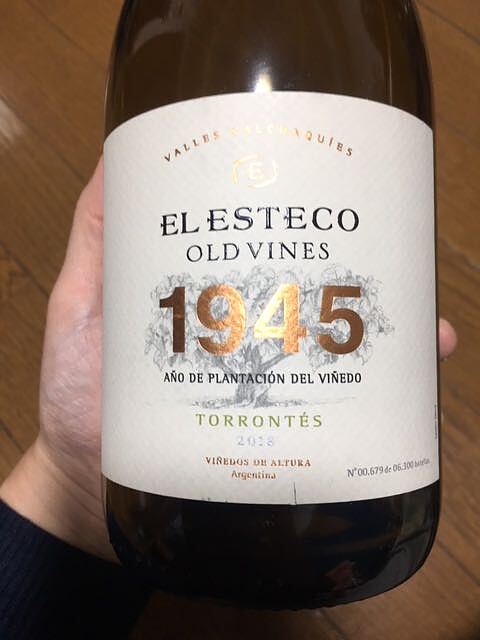 VALLES CALCHAQUÍES
E
EL ESTECO
OLD VINES
1945
AÑO DE PLANTACIÓN DEL VIÑEDO
TORRONTÉS
2018
VIÑEDOS DE ALTURA
Argentina
N°00.679 de 06.300 botellas